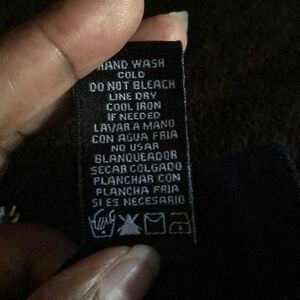 HAND WASH
COLD
DO NOT BLEACH
LINE DRY
COOL IRON
IF NEEDED
LAVAR A MANO
CON AGUA FRIA
NO USAR
BLANQUEADOR
SECAR COLGADO
PLANCHAR CON
PLANCHA FRIA
SI ES NECESARIO